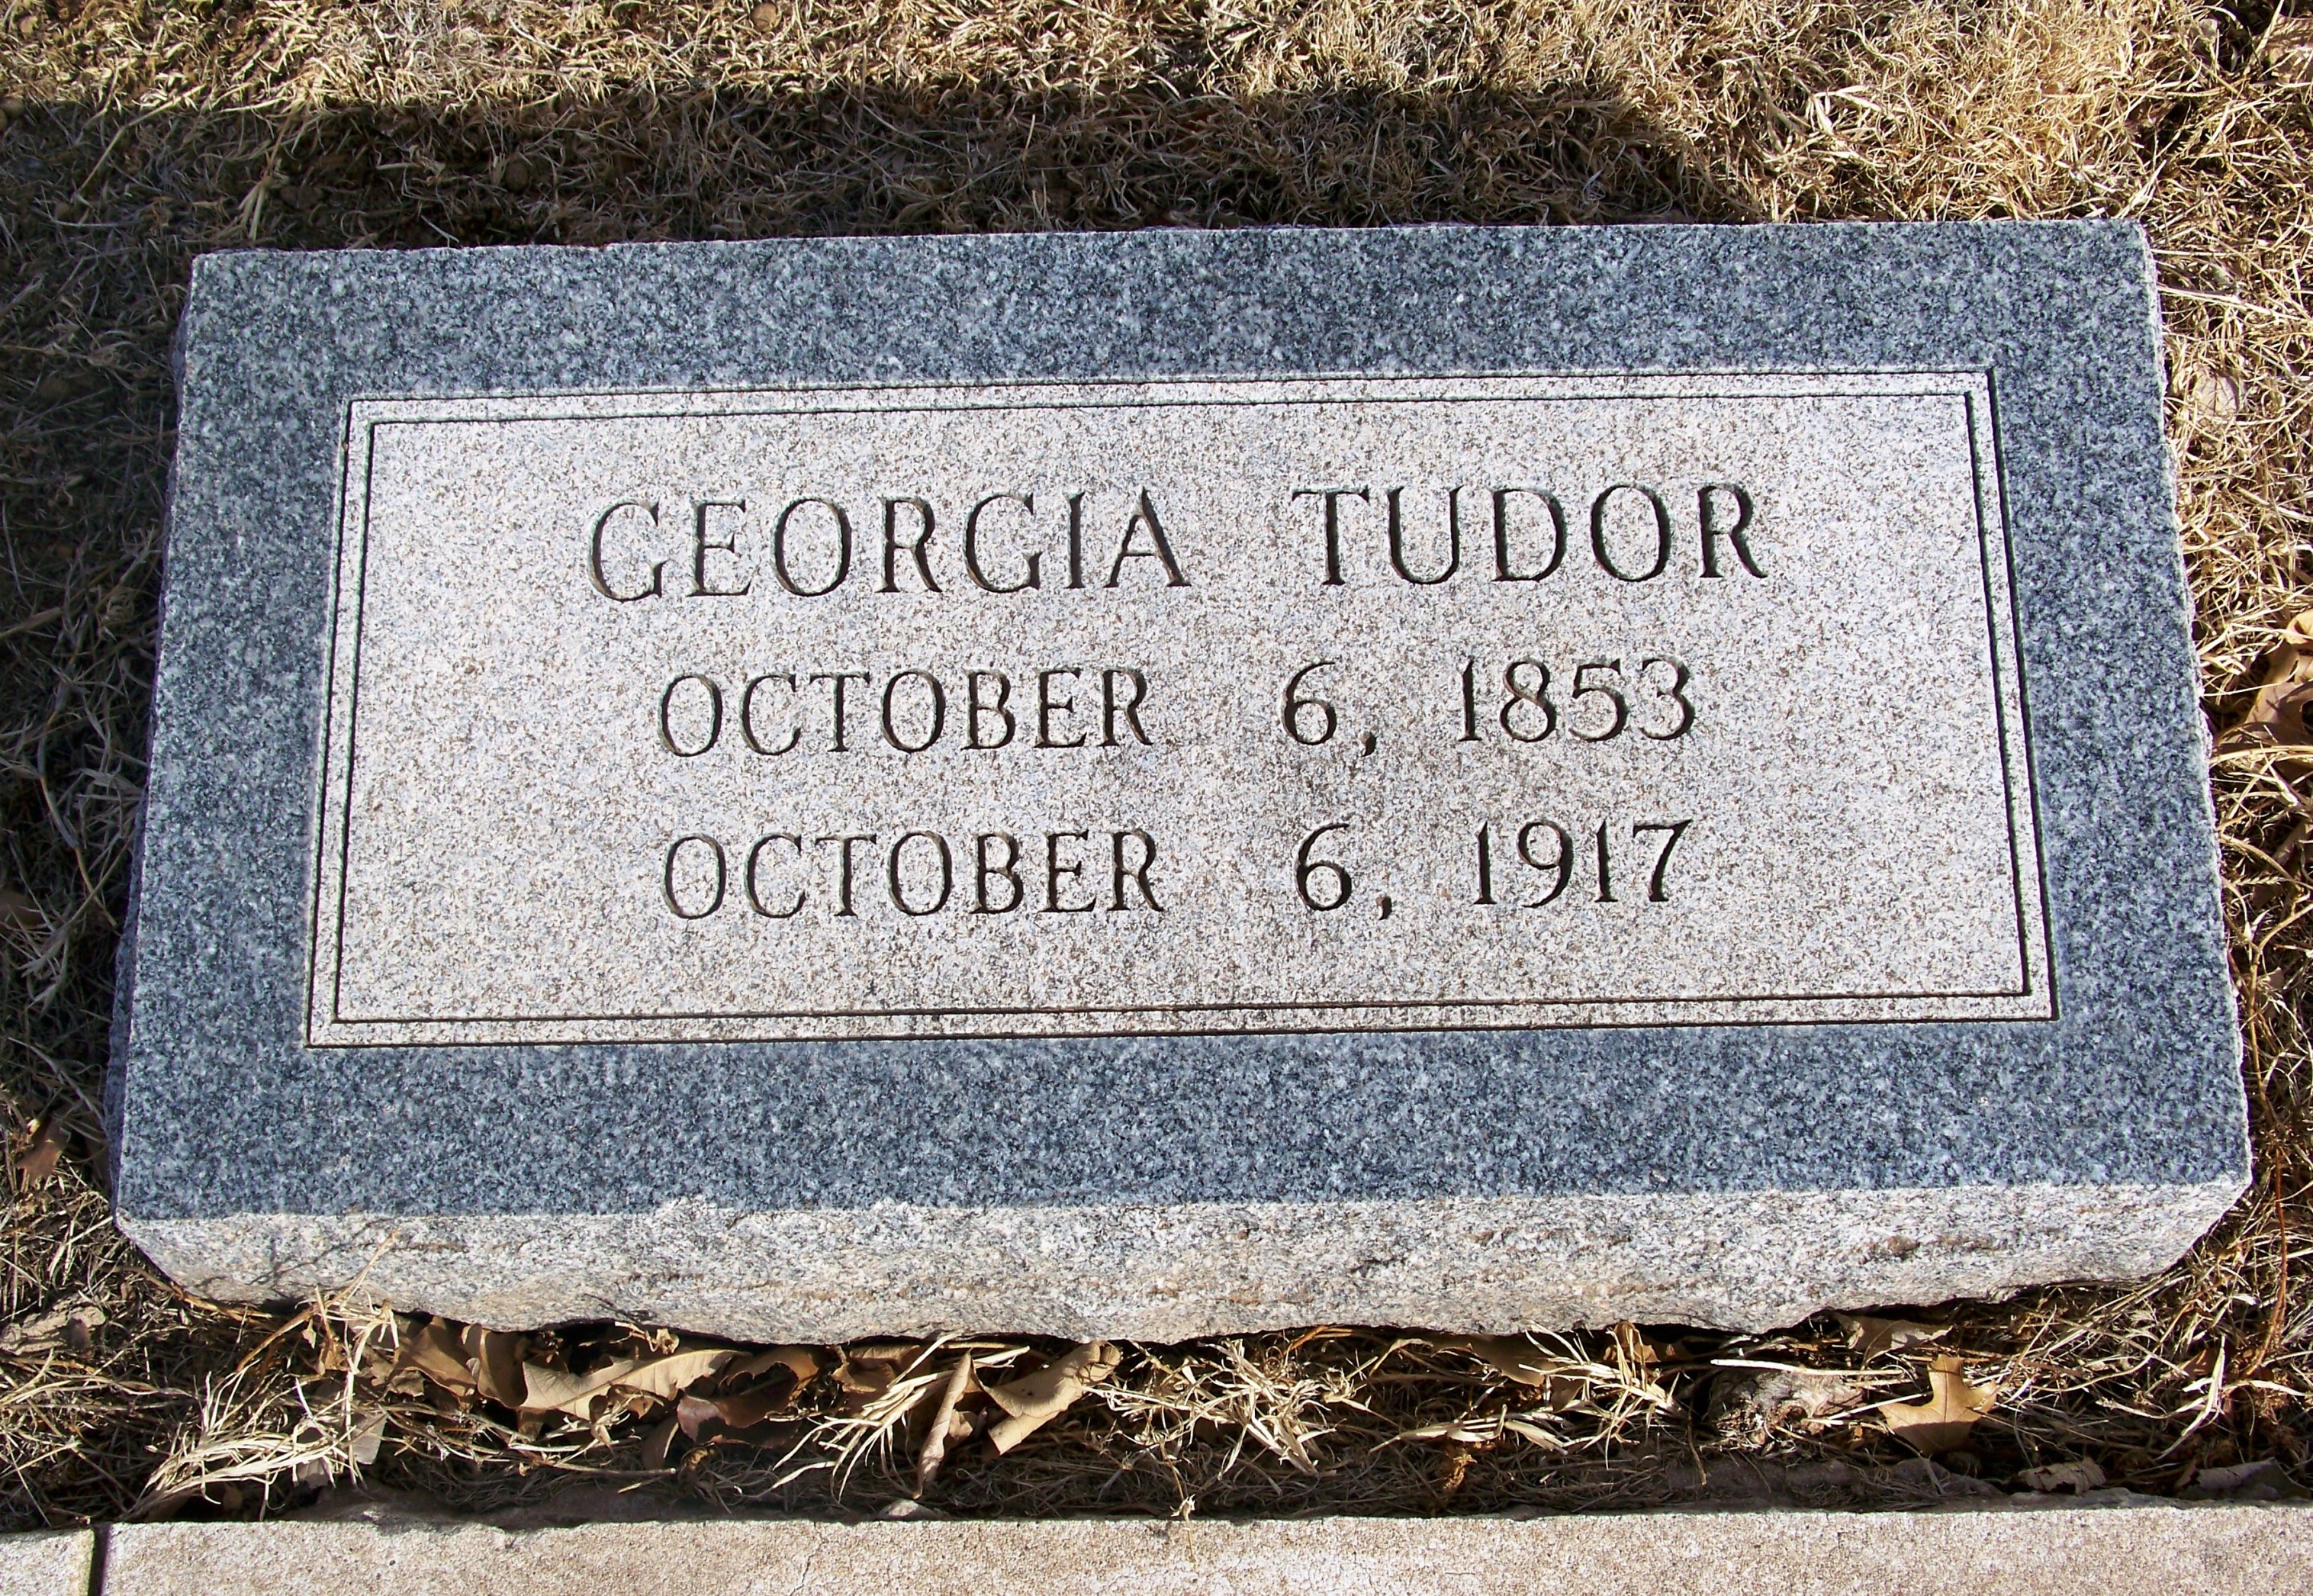 GEORGIA TUDOR
OCTOBER 6, 1853
OCTOBER 6, 1917